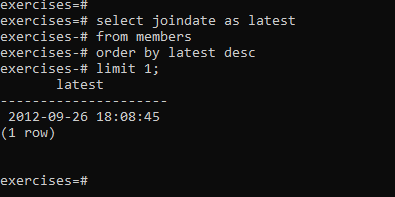 exercises=#
exercises=# select joindate as latest
exercises-# from members
exercises-# order by latest desc
exercises-# limit 1;
       latest
---------------------
 2012-09-26 18:08:45
(1 row)
exercises=#